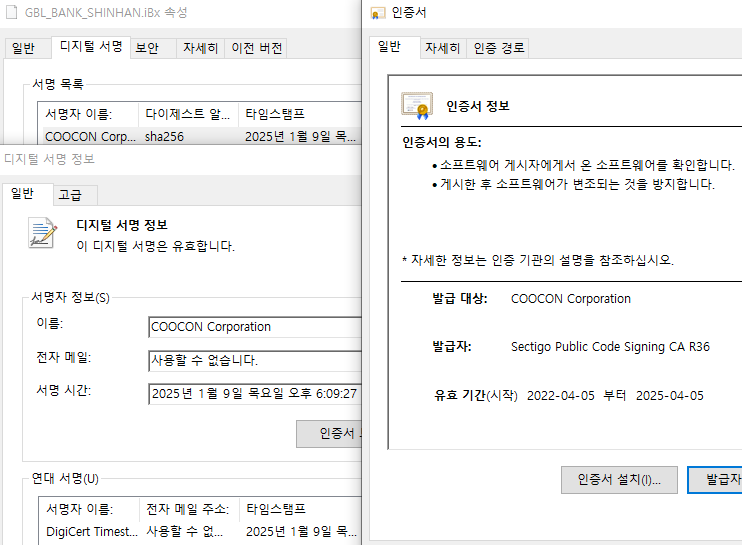 GBL_BANK_SHINHAN.iBx 속성
일반 디지털 서명 보안 자세히 이전 버전
서명 목록
서명자 이름: 다이제스트 알... 타임스탬프
COOCON Corp... sha256 2025년 1월 9일 목...
디지털 서명 정보
일반 고급
디지털 서명 정보
이 디지털 서명은 유효합니다.
서명자 정보(S)
이름: COOCON Corporation
전자 메일: 사용할 수 없습니다.
서명 시간: 2025년 1월 9일 목요일 오후 6:09:27
인증서
연대 서명(U)
서명자 이름: 전자 메일 주소: 타임스탬프
DigiCert Timest... 사용할 수 없... 2025년 1월 9일 목...
인증서
일반 자세히 인증 경로
인증서 정보
인증서의 용도:
• 소프트웨어 게시자에게서 온 소프트웨어를 확인합니다.
• 게시한 후 소프트웨어가 변조되는 것을 방지합니다.
* 자세한 정보는 인증 기관의 설명을 참조하십시오.
발급 대상: COOCON Corporation
발급자: Sectigo Public Code Signing CA R36
유효 기간(시작) 2022-04-05 부터 2025-04-05
인증서 설치(I)... 발급자